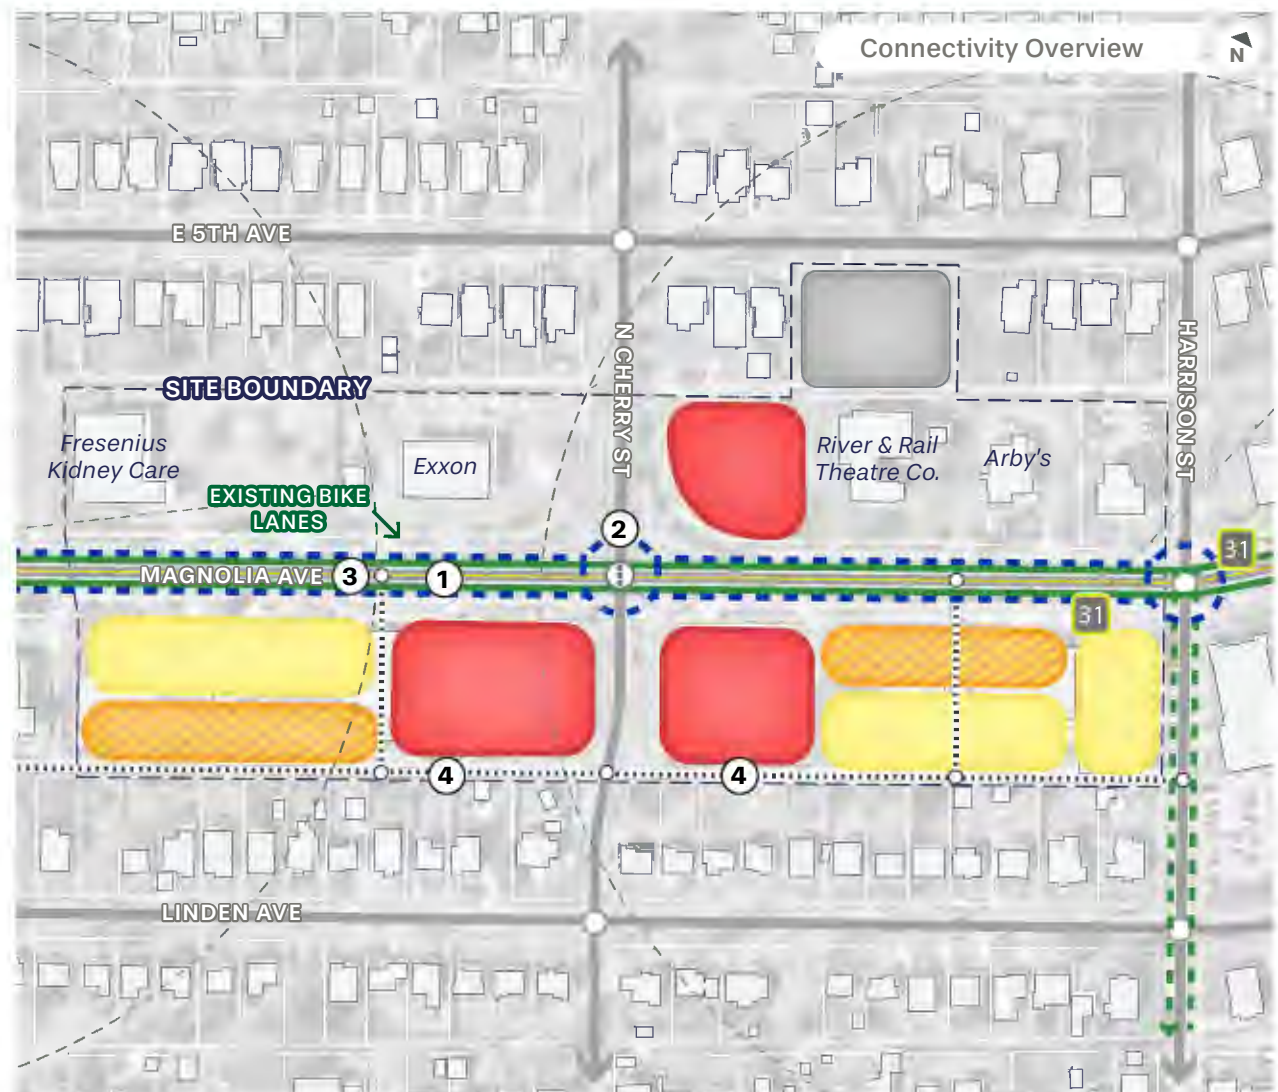 Connectivity Overview
N
E 5TH AVE
N CHERRY ST
HARRISON ST
SITE BOUNDARY
Fresenius
Kidney Care
Exxon
River & Rail
Theatre Co.
Arby's
EXISTING BIKE
LANES
2
31
MAGNOLIA AVE
3
1
31
4
4
LINDEN AVE